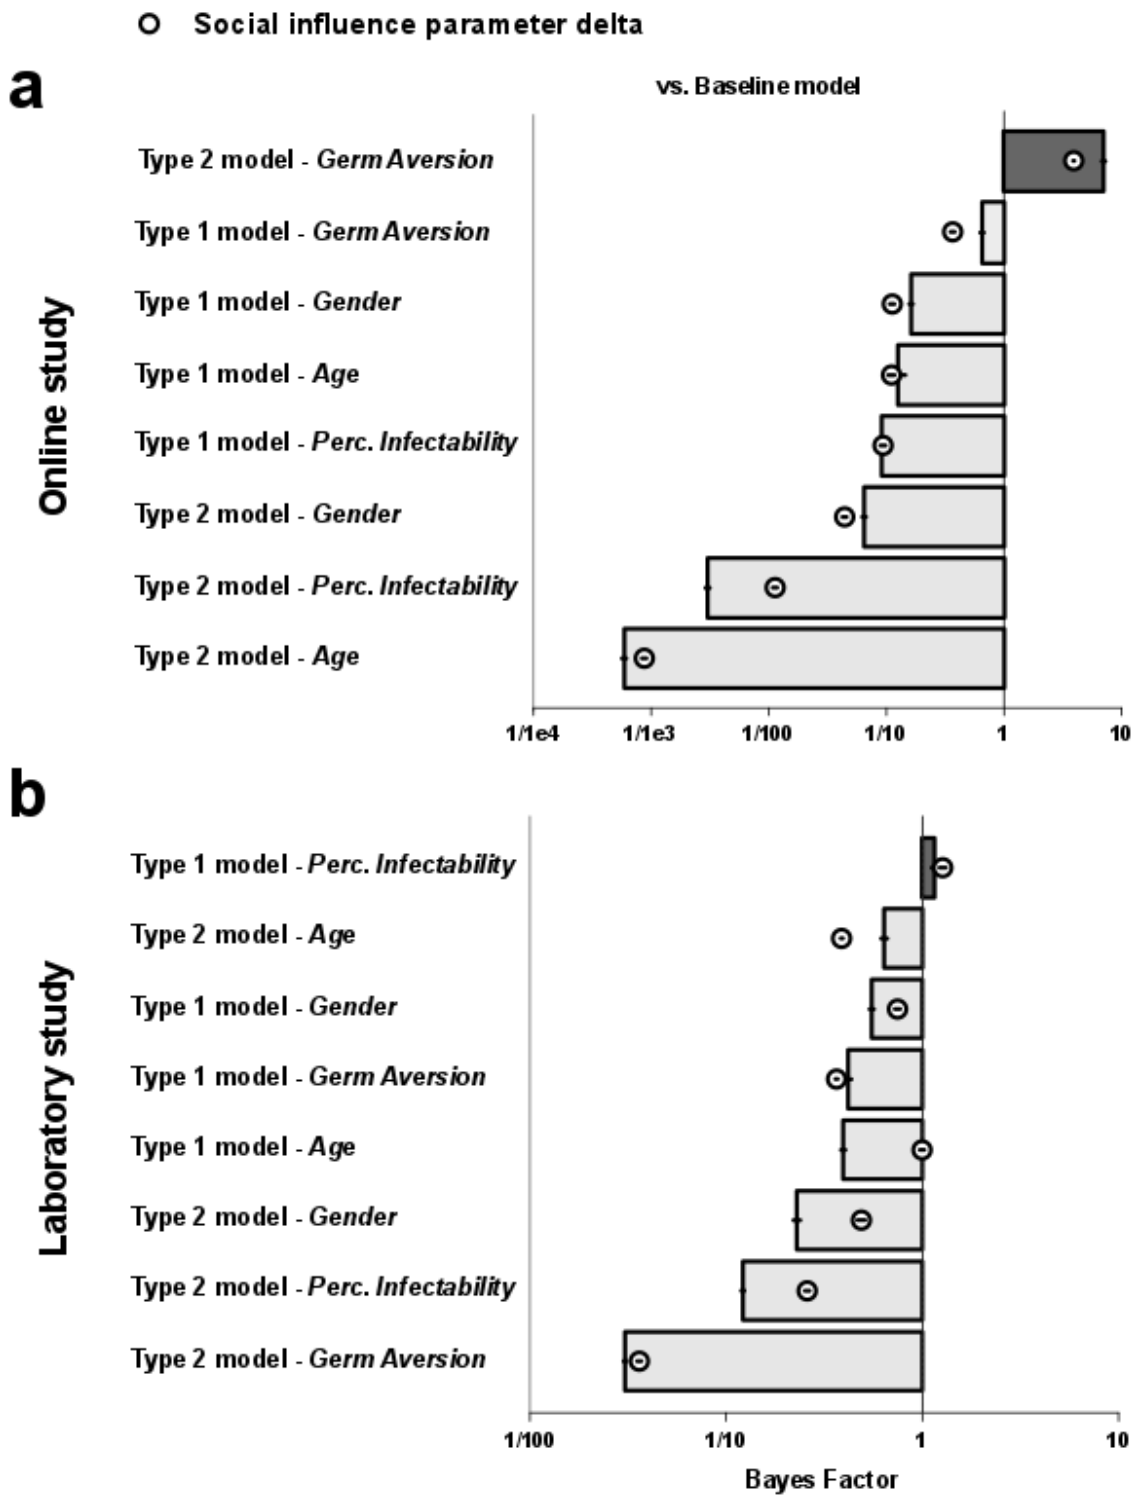 Social influence parameter delta
a
vs. Baseline model
Online study
Type 2 model - Germ Aversion
Type 1 model - Germ Aversion
Type 1 model - Gender
Type 1 model - Age
Type 1 model - Perc. Infectability
Type 2 model - Gender
Type 2 model - Perc. Infectability
Type 2 model - Age
1/1e4 1/1e3 1/100 1/10 1 10
b
Laboratory study
Type 1 model - Perc. Infectability
Type 2 model - Age
Type 1 model - Gender
Type 1 model - Germ Aversion
Type 1 model - Age
Type 2 model - Gender
Type 2 model - Perc. Infectability
Type 2 model - Germ Aversion
1/100 1/10 1 10
Bayes Factor